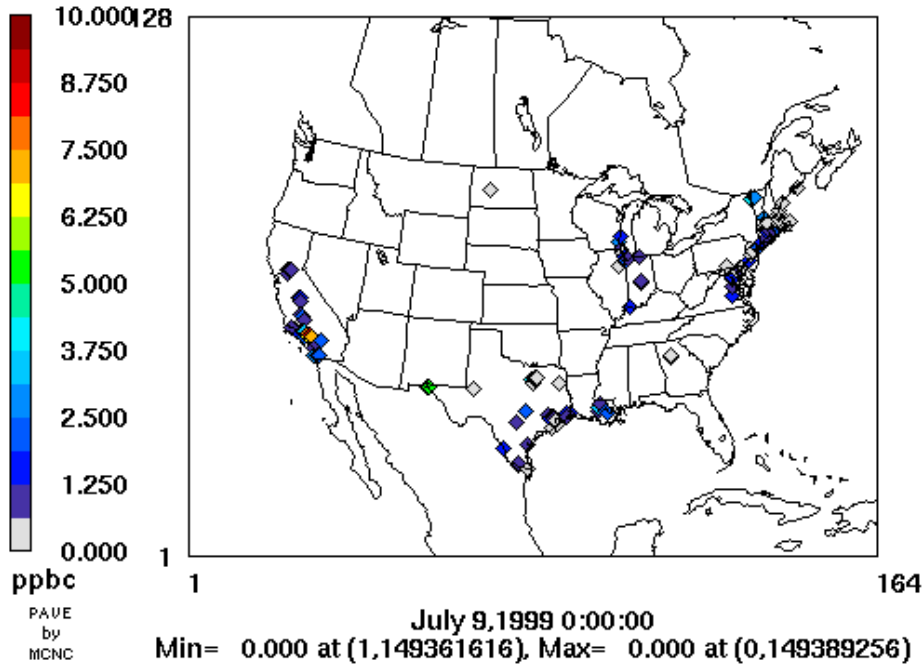 10.000
8.750
7.500
6.250
5.000
3.750
2.500
1.250
0.000
ppbc
PAVE
by
MCNC
128
1
1
164
July 9,1999 0:00:00
Min= 0.000 at (1,149361616), Max= 0.000 at (0,149389256)